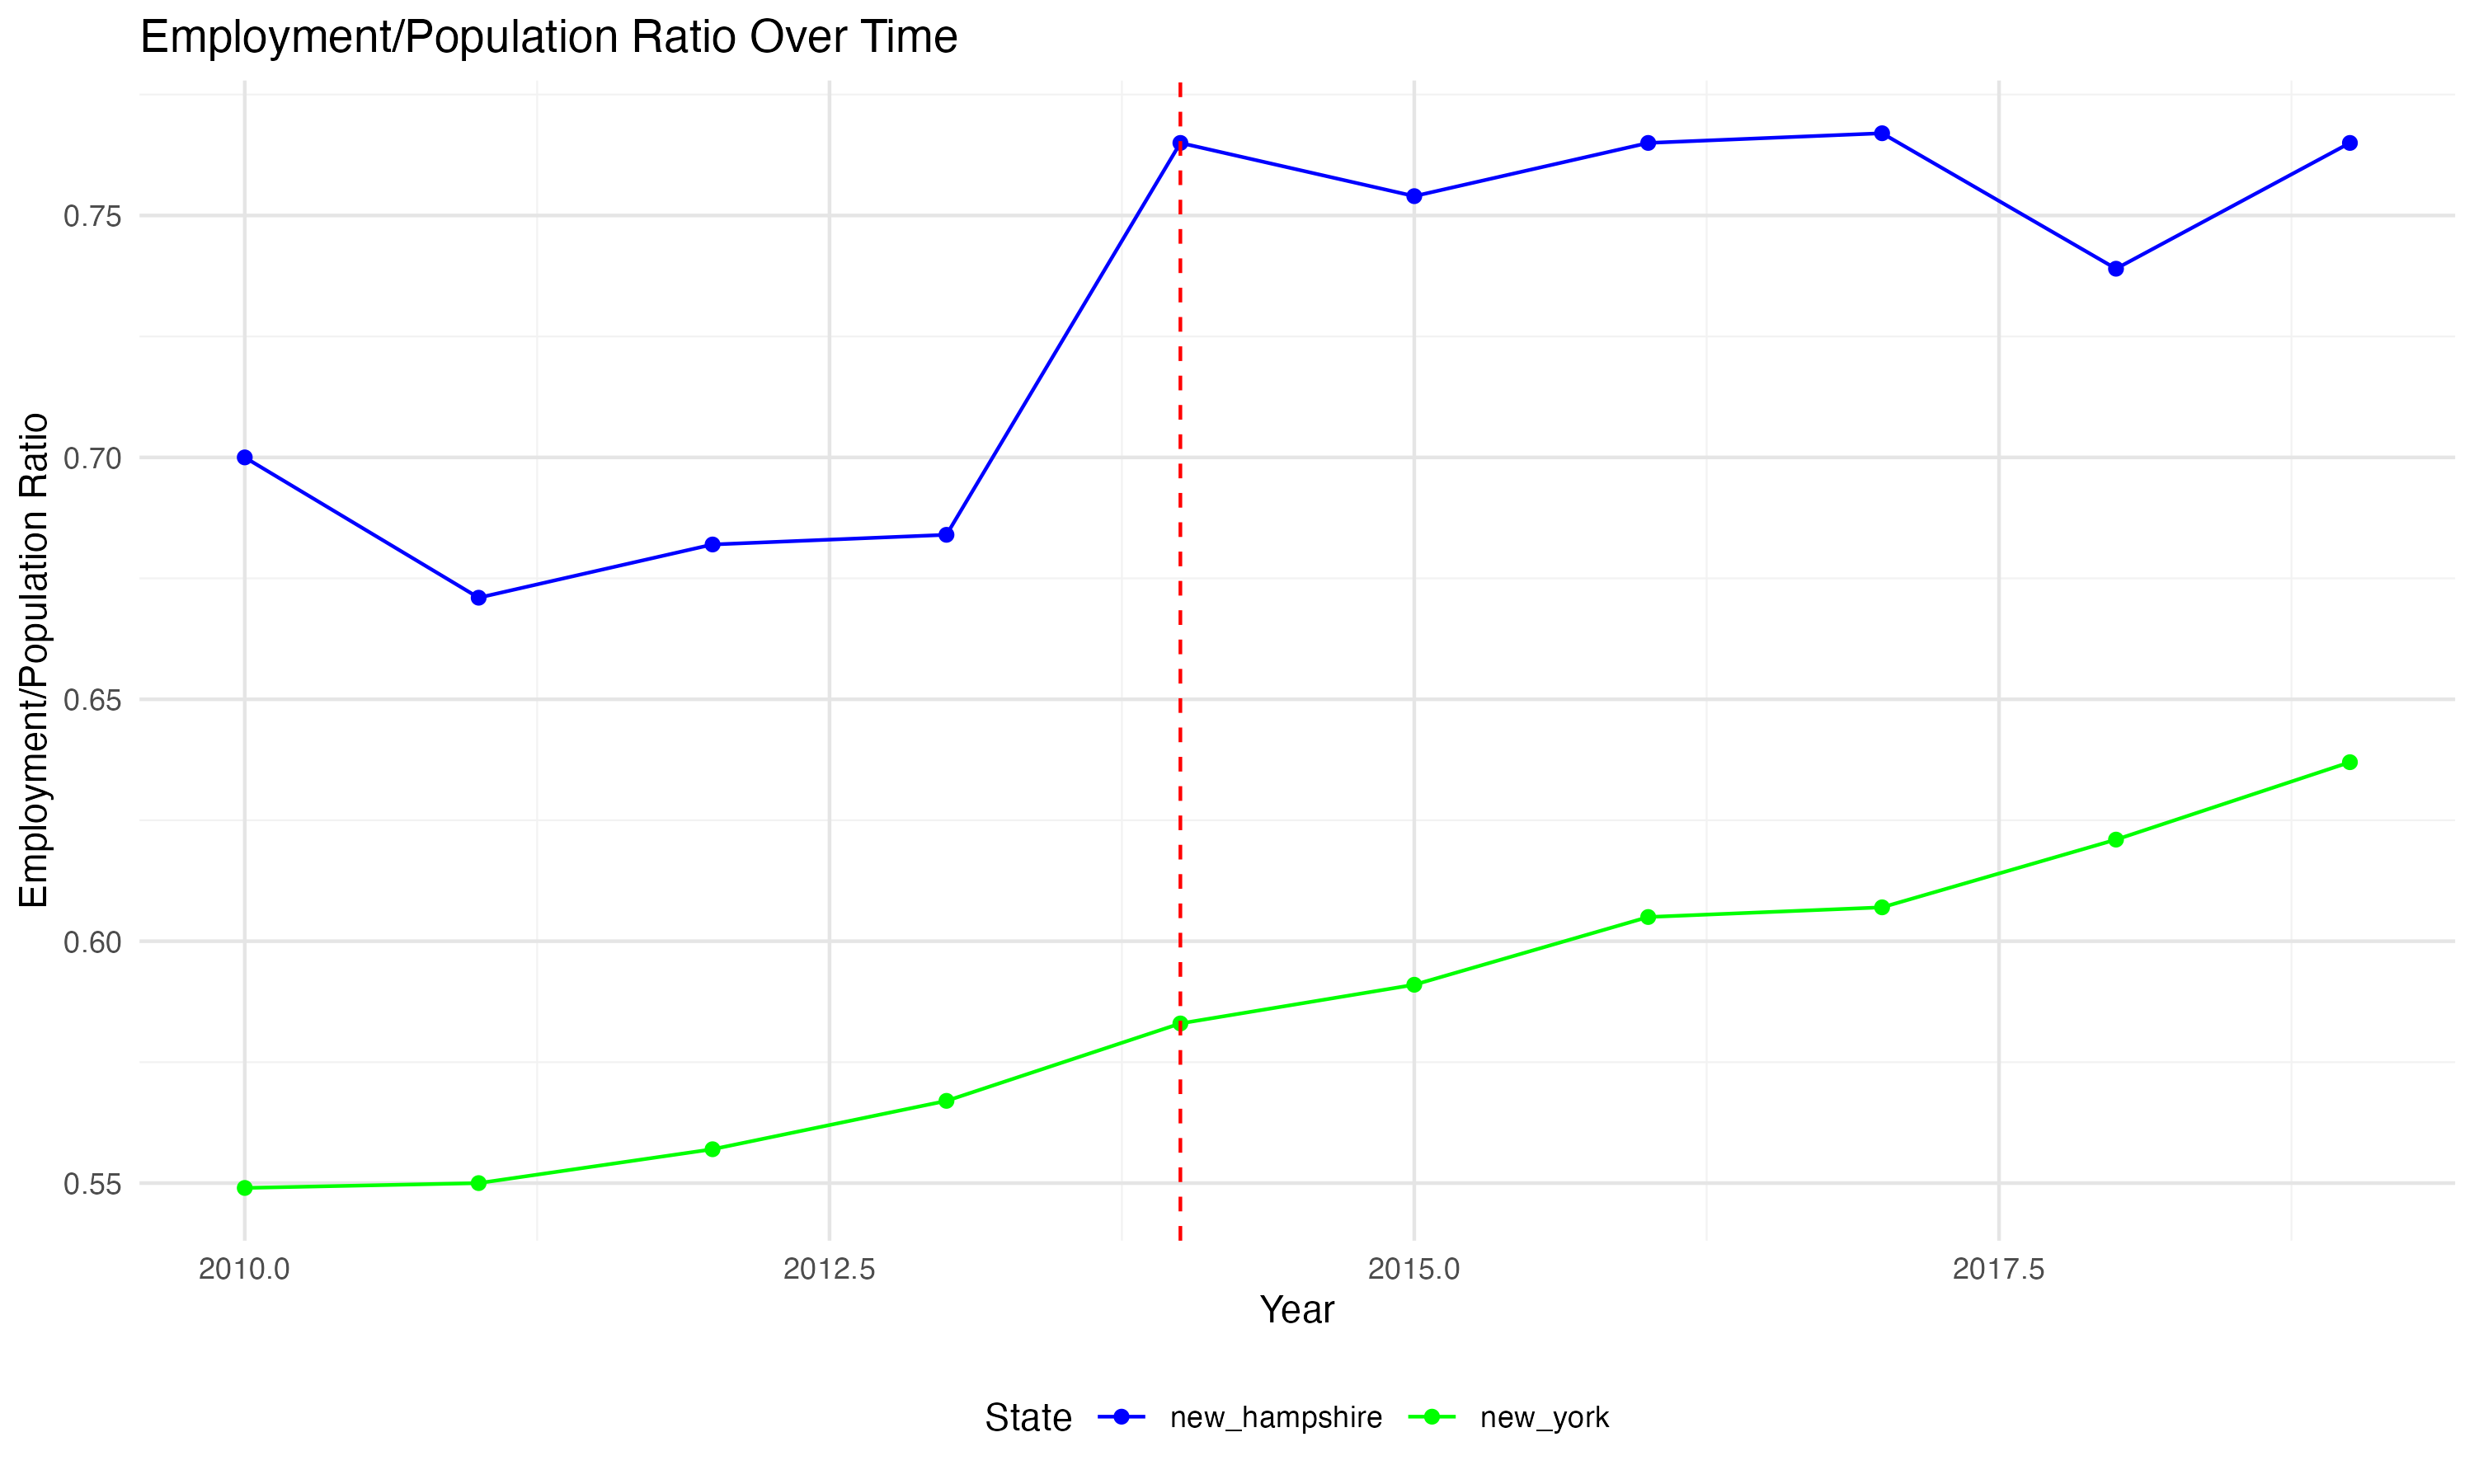 Employment/Population Ratio Over Time
Employment/Population Ratio
0.75
0.70
0.65
0.60
0.55
2010.0 2012.5 2015.0 2017.5
Year
State new_hampshire new_york